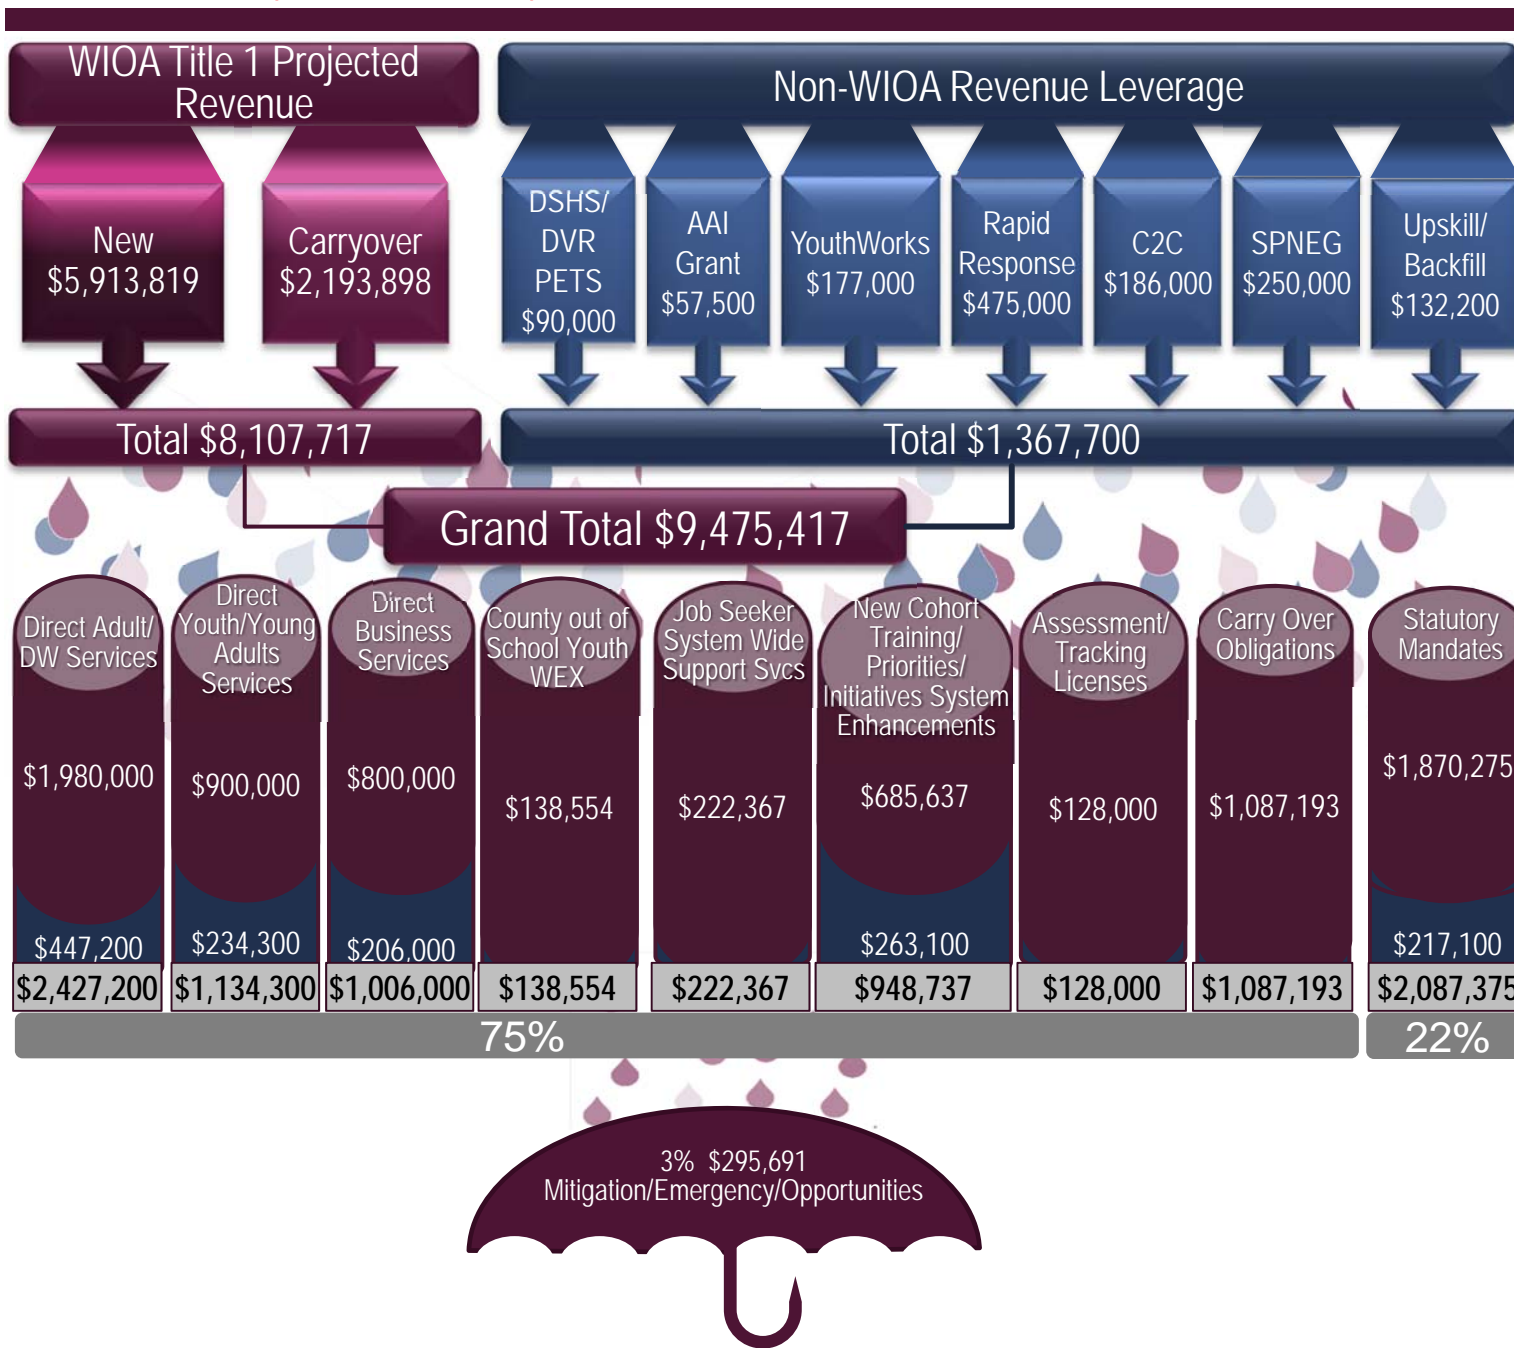 WIOA Title 1 Projected
Revenue
Non-WIOA Revenue Leverage
New
$5,913,819
Carryover
$2,193,898
DSHS/
DVR
PETS
$90,000
AAI
Grant
$57,500
YouthWorks
$177,000
Rapid
Response
$475,000
C2C
$186,000
SPNEG
$250,000
Upskill/
Backfill
$132,200
Total $8,107,717
Total $1,367,700
Grand Total $9,475,417
Direct Adult/
DW Services
Direct
Youth/Young
Adults
Services
Direct
Business
Services
County out of
School Youth
WEX
Job Seeker
System Wide
Support Svcs
New Cohort
Training/
Priorities/
Initiatives System
Enhancements
Assessment/
Tracking
Licenses
Carry Over
Obligations
Statutory
Mandates
$1,980,000
$900,000
$800,000
$138,554
$222,367
$685,637
$128,000
$1,087,193
$1,870,275
$447,200
$234,300
$206,000
$263,100
$217,100
$2,427,200
$1,134,300
$1,006,000
$138,554
$222,367
$948,737
$128,000
$1,087,193
$2,087,375
75%
22%
3% $295,691
Mitigation/Emergency/Opportunities